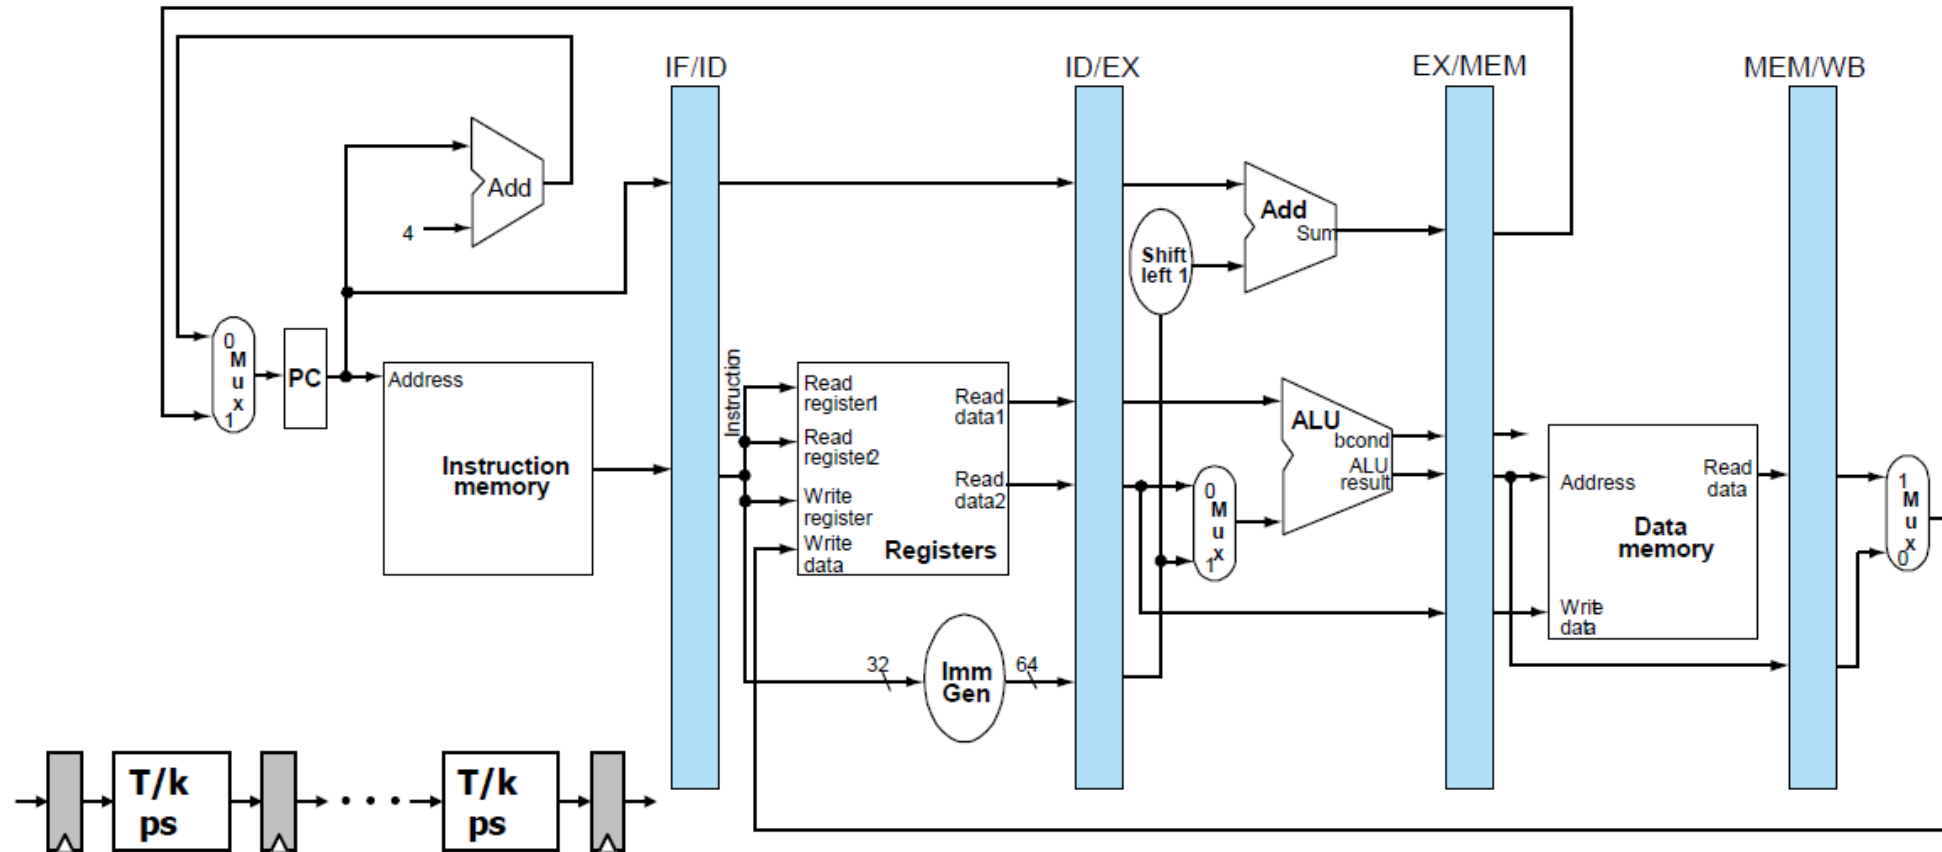 IF/ID
ID/EX
EX/MEM
MEM/WB
Add
4
0
M
u
x
1
PC
Address
Instruction
memory
Instruction
Read
register1
Read
register2
Write
register
Write
data
Registers
Read
data1
Read
data2
32
Imm
Gen
64
Shift
left 1
Add
Sum
0
M
u
x
1
ALU
bcond
ALU
result
Address
Read
data
Data
memory
Write
data
1
M
u
x
0
T/k
ps
T/k
ps